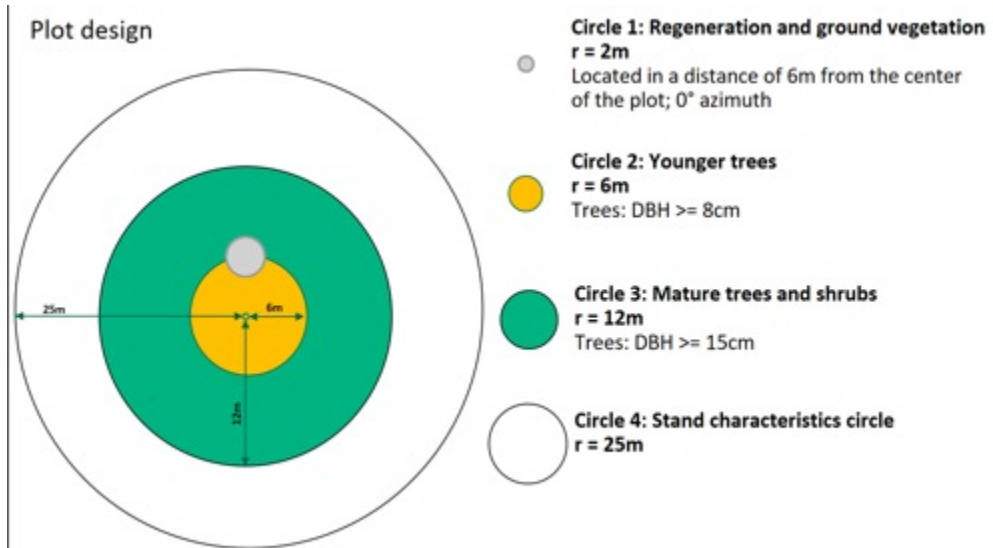 Plot design
Circle 1: Regeneration and ground vegetation
r = 2m
Located in a distance of 6m from the center
of the plot; 0° azimuth
Circle 2: Younger trees
r = 6m
Trees: DBH >= 8cm
25m
6m
12m
Circle 3: Mature trees and shrubs
r = 12m
Trees: DBH >= 15cm
Circle 4: Stand characteristics circle
r = 25m